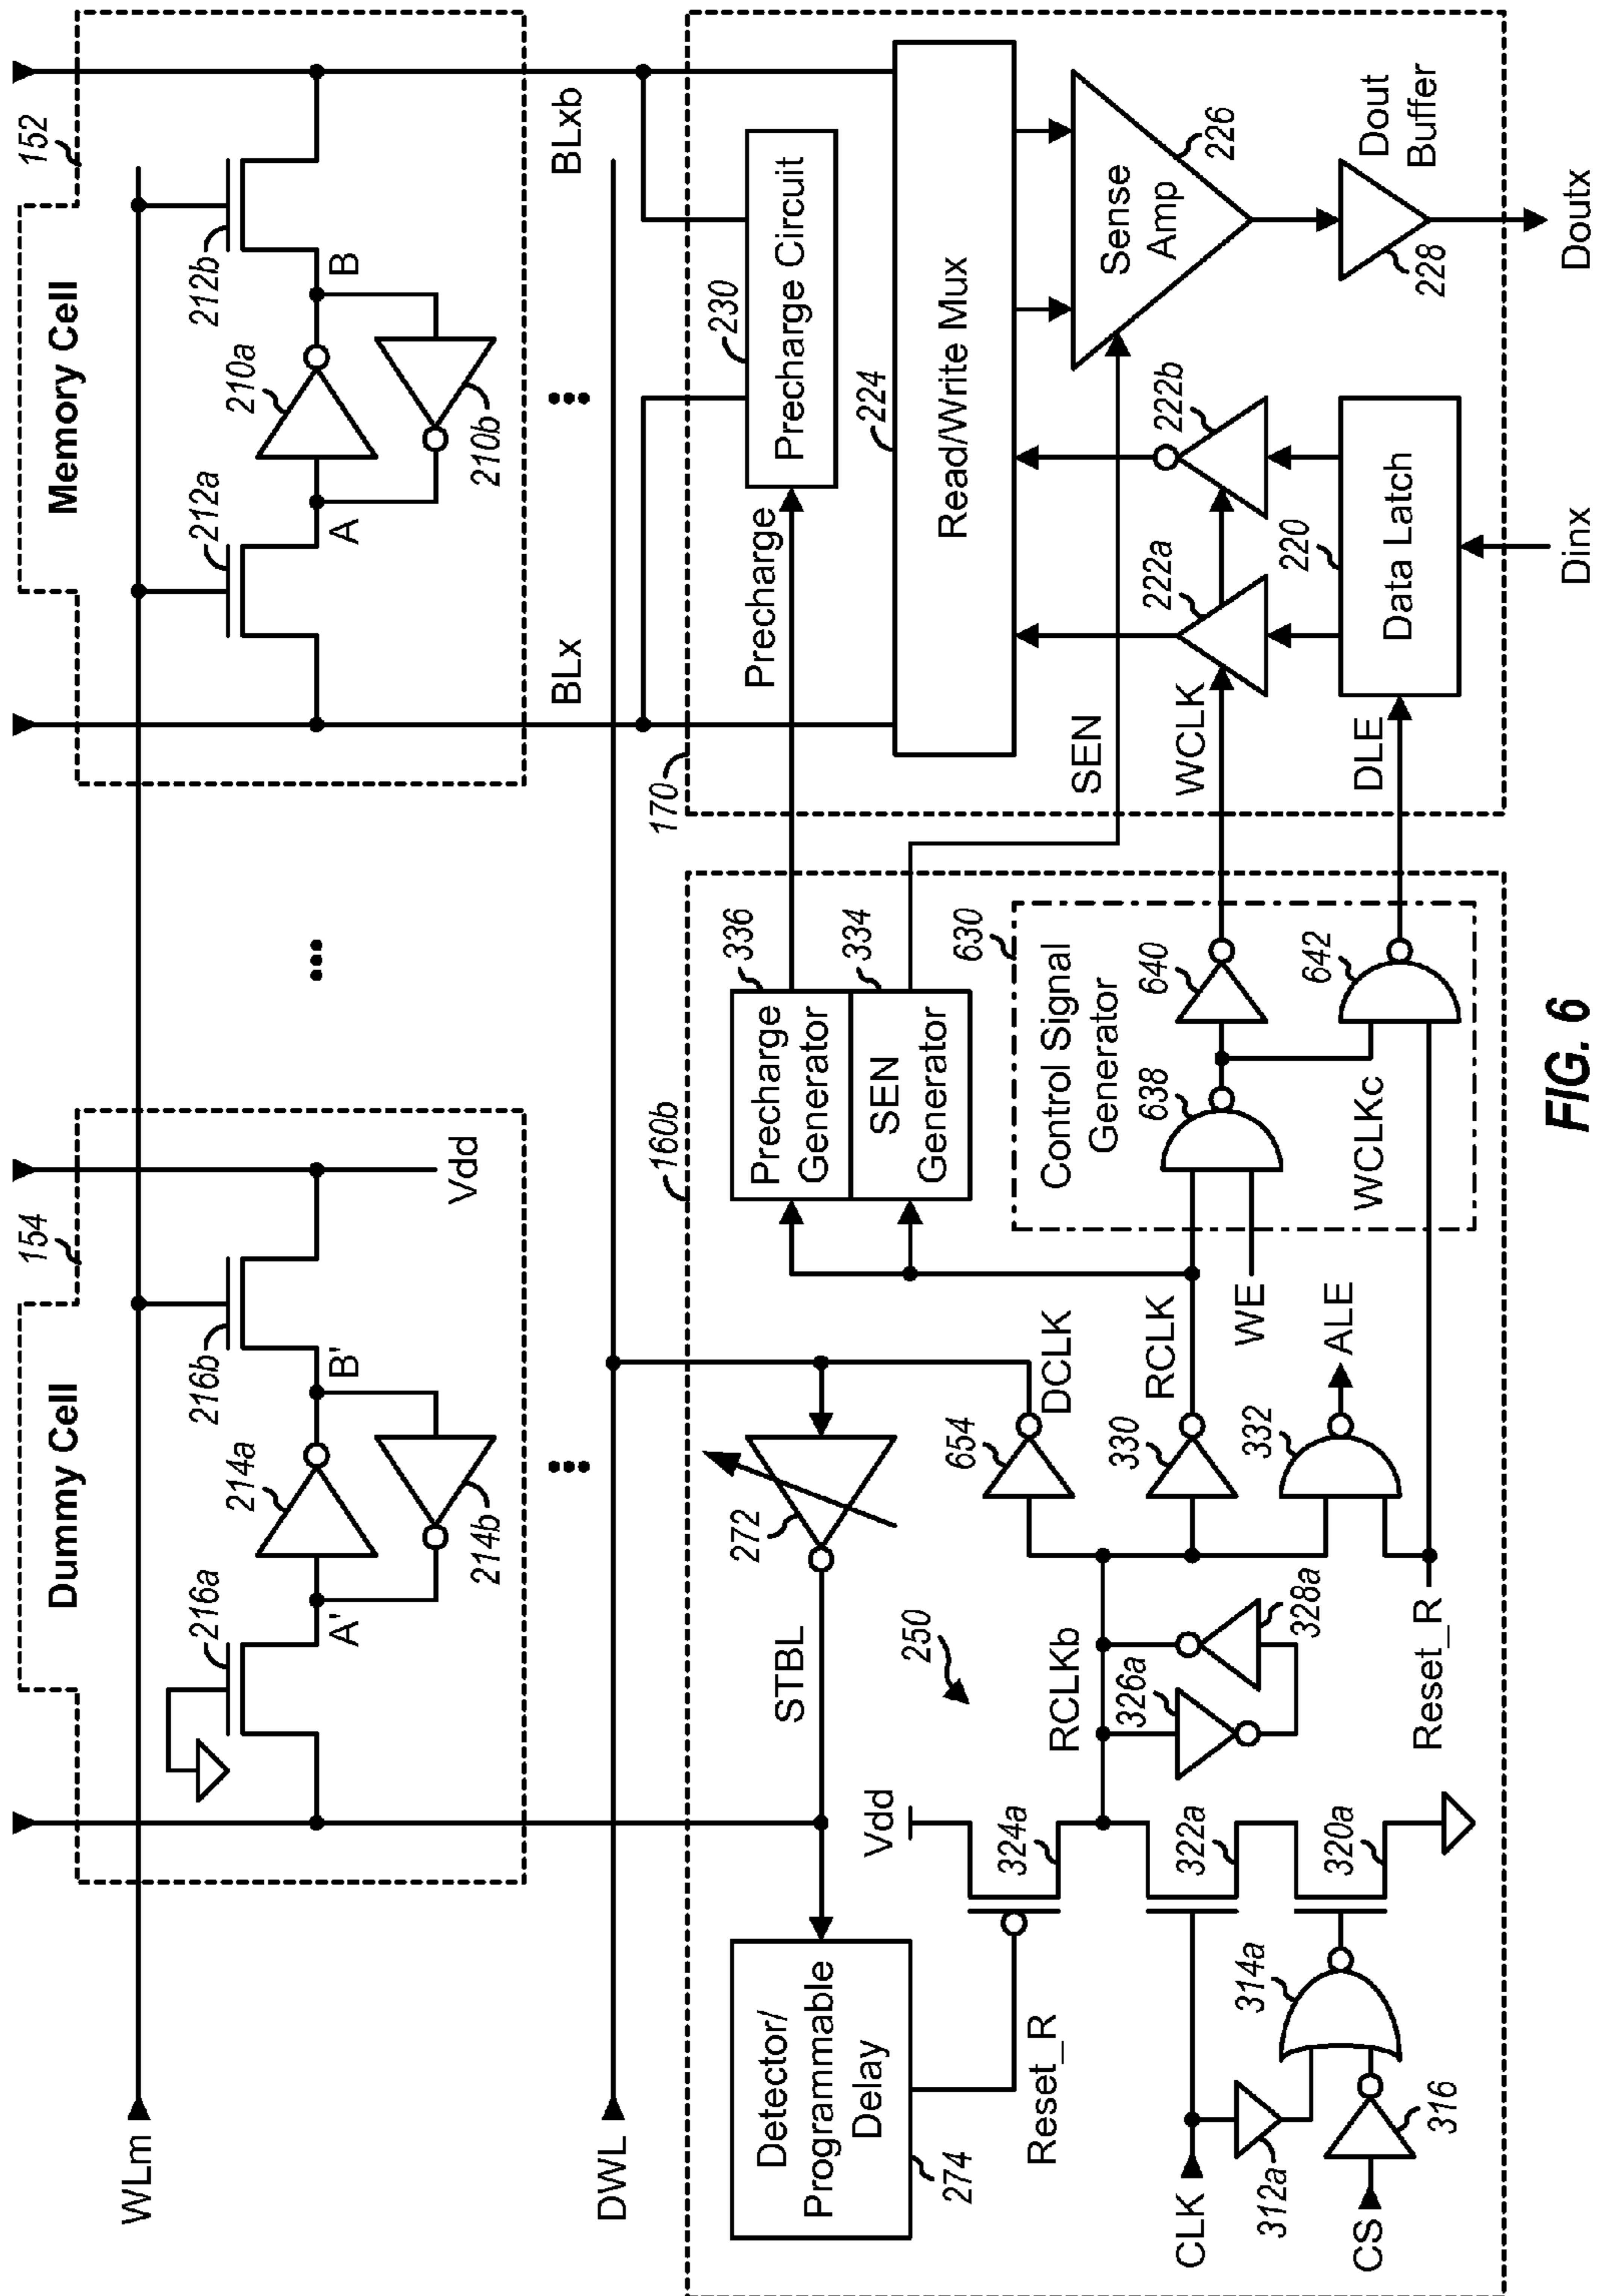 Dummy Cell
154
Memory Cell
152
WLm
216a
214a
216b
A'
B'
214b
Vdd
212a
210a
212b
A
B
210b
DWL
BLx
BLxb
Detector/
Programmable
Delay
274
Reset_R
STBL
272
250
160b
Precharge
Generator
336
SEN
Generator
334
Precharge
170
230
Precharge Circuit
224
Read/Write Mux
Vdd
324a
322a
320a
RCLKb
326a
328a
654
DCLK
330
RCLK
332
ALE
WE
Reset_R
Control Signal
Generator
630
638
640
642
WCLKc
SEN
WCLK
DLE
222a
222b
220
Data Latch
Sense
Amp
226
Dout
Buffer
228
CLK
312a
314a
CS
316
Dinx
Doutx
FIG. 6